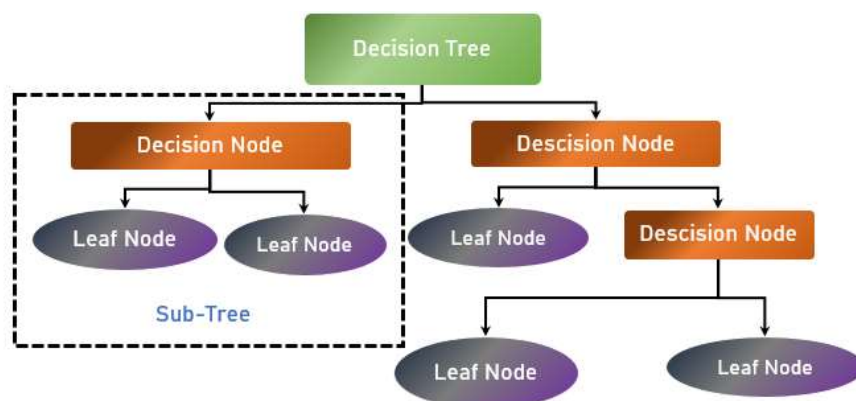 Decision Tree
Decision Node
Descision Node
Leaf Node
Leaf Node
Leaf Node
Descision Node
Sub-Tree
Leaf Node
Leaf Node